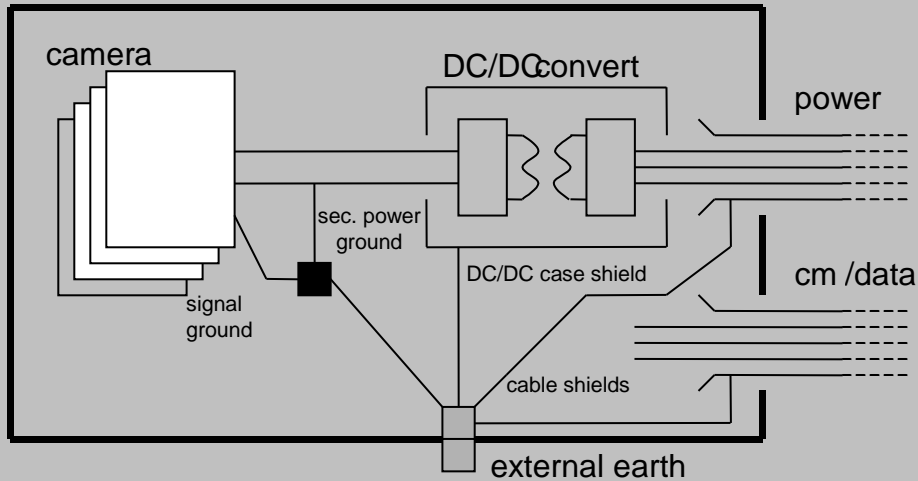 camera
DC/DCconvert
power
sec. power
ground
DC/DC case shield
cm /data
signal
ground
cable shields
external earth